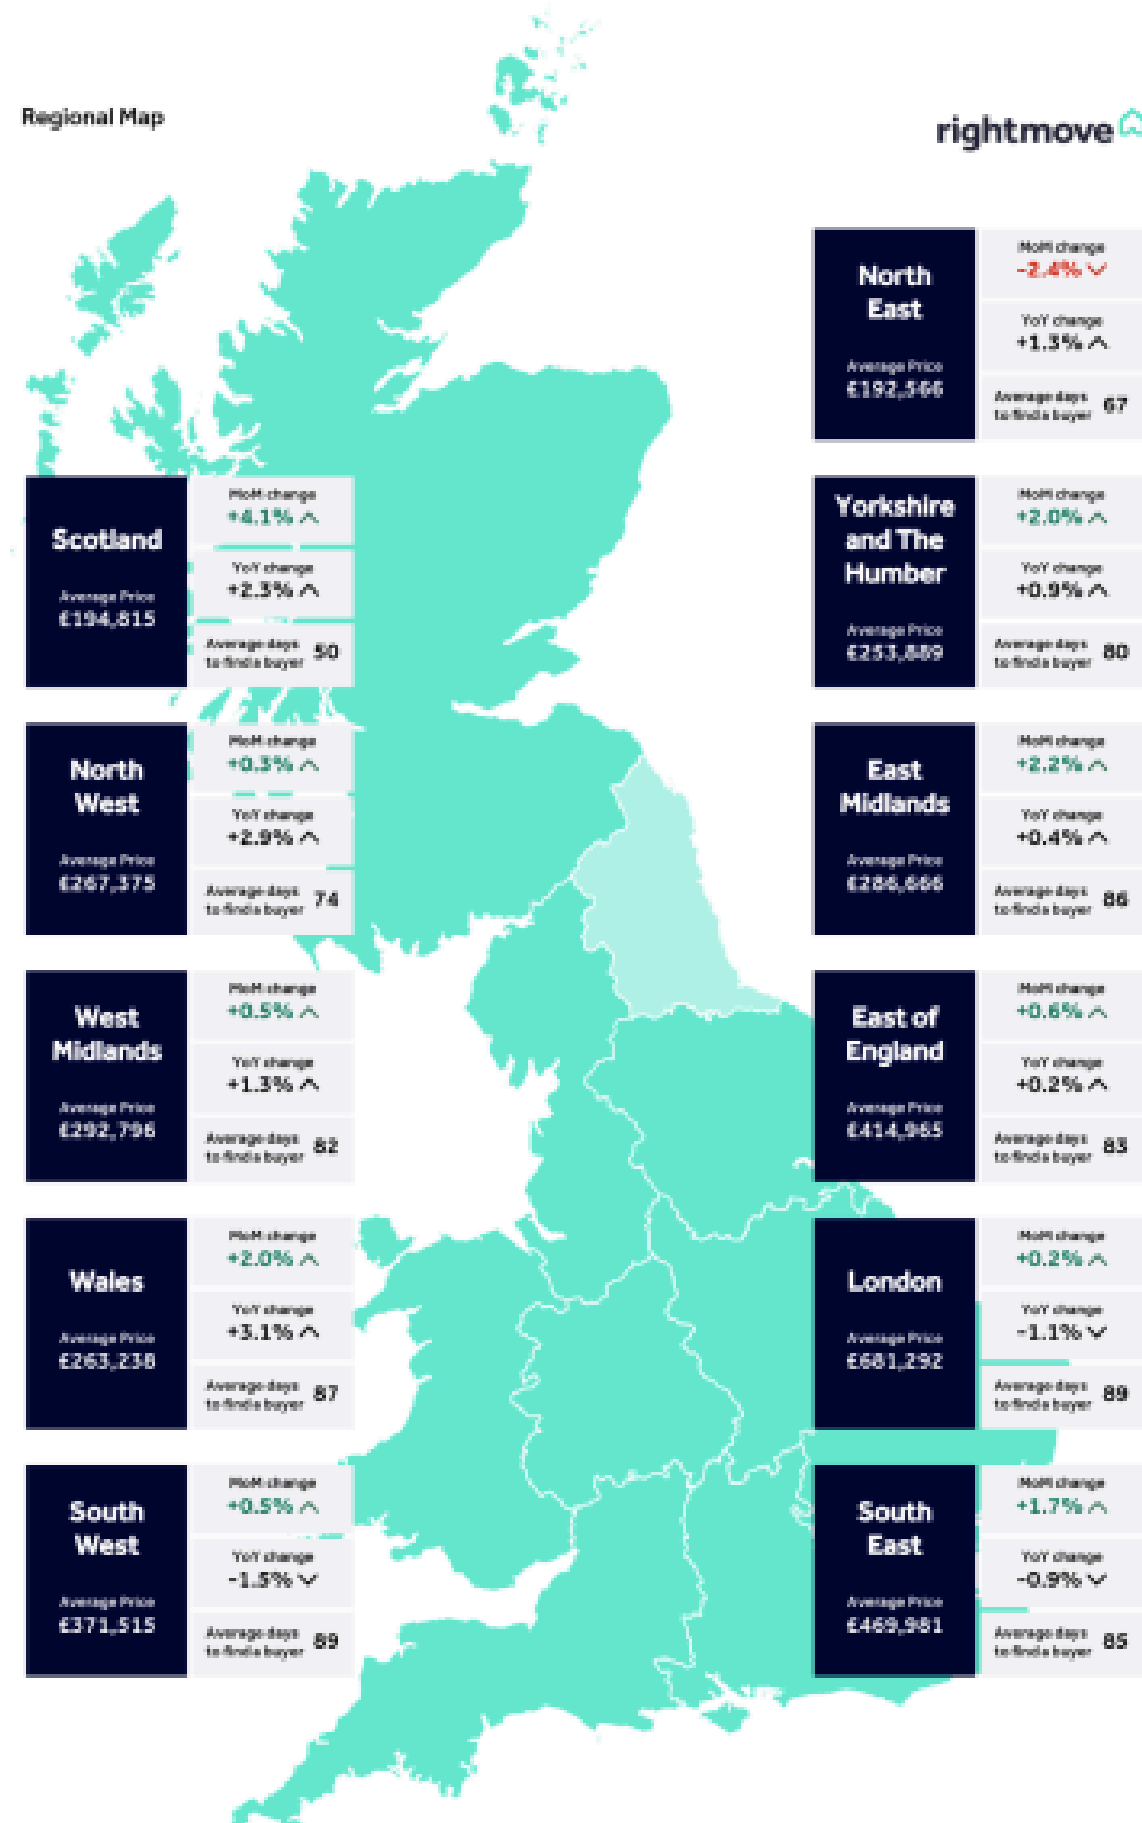 Regional Map
rightmove
North
East
Average Price
£192,566
MoM change
-2.4%
YoY change
+1.3%
Average days
to find a buyer 67
Scotland
Average Price
£194,815
MoM change
+4.1%
YoY change
+2.3%
Average days
to find a buyer 50
Yorkshire
and The
Humber
Average Price
£253,889
MoM change
+2.0%
YoY change
+0.9%
Average days
to find a buyer 80
North
West
Average Price
£267,375
MoM change
+0.3%
YoY change
+2.9%
Average days
to find a buyer 74
East
Midlands
Average Price
£286,666
MoM change
+2.2%
YoY change
+0.4%
Average days
to find a buyer 86
West
Midlands
Average Price
£292,796
MoM change
+0.5%
YoY change
+1.3%
Average days
to find a buyer 82
East of
England
Average Price
£414,965
MoM change
+0.6%
YoY change
+0.2%
Average days
to find a buyer 83
Wales
Average Price
£263,238
MoM change
+2.0%
YoY change
+3.1%
Average days
to find a buyer 87
London
Average Price
£681,292
MoM change
+0.2%
YoY change
-1.1%
Average days
to find a buyer 89
South
West
Average Price
£371,515
MoM change
+0.5%
YoY change
-1.5%
Average days
to find a buyer 89
South
East
Average Price
£469,981
MoM change
+1.7%
YoY change
-0.9%
Average days
to find a buyer 85